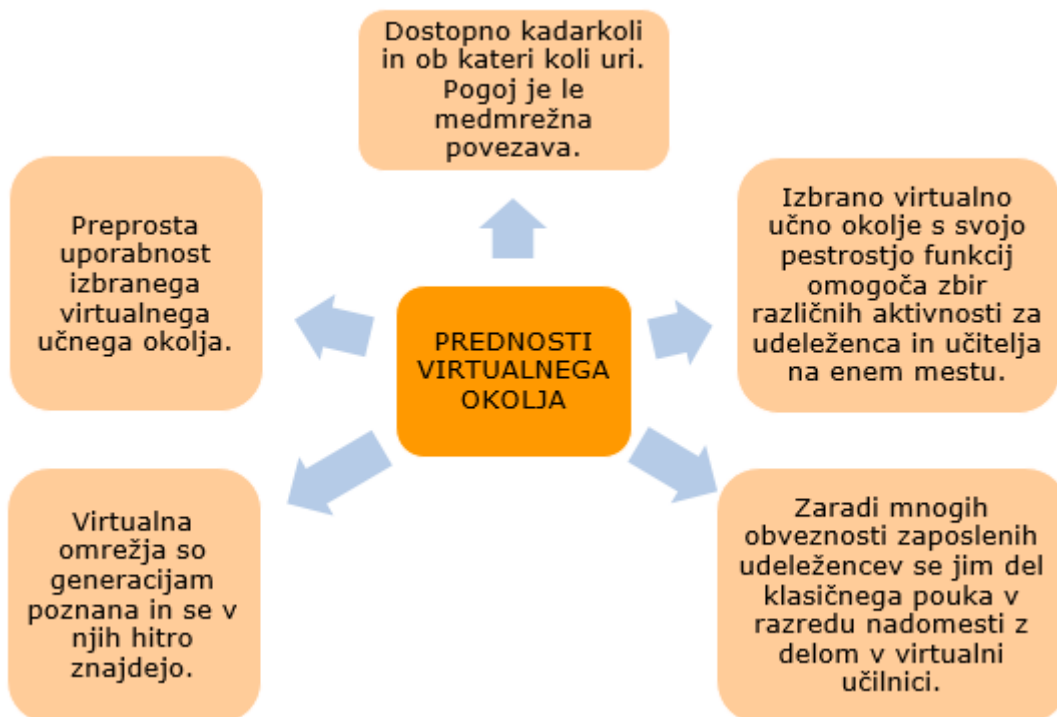 Dostopno kadarkoli
in ob kateri koli uri.
Pogoj je le
medmrežna
povezava.
Preprosta
uporabnost
izbranega
virtualnega
učnega okolja.
Izbrano virtualno
učno okolje s svojo
pestrostjo funkcij
omogoča zbir
različnih aktivnosti za
udeleženca in učitelja
na enem mestu.
PREDNOSTI
VIRTUALNEGA
OKOLJA
Virtualna
omrežja so
generacijam
poznana in se v
njih hitro
znajdejo.
Zaradi mnogih
obveznosti zaposlenih
udeležencev se jim del
klasičnega pouka v
razredu nadomesti z
delom v virtualni
učilnici.